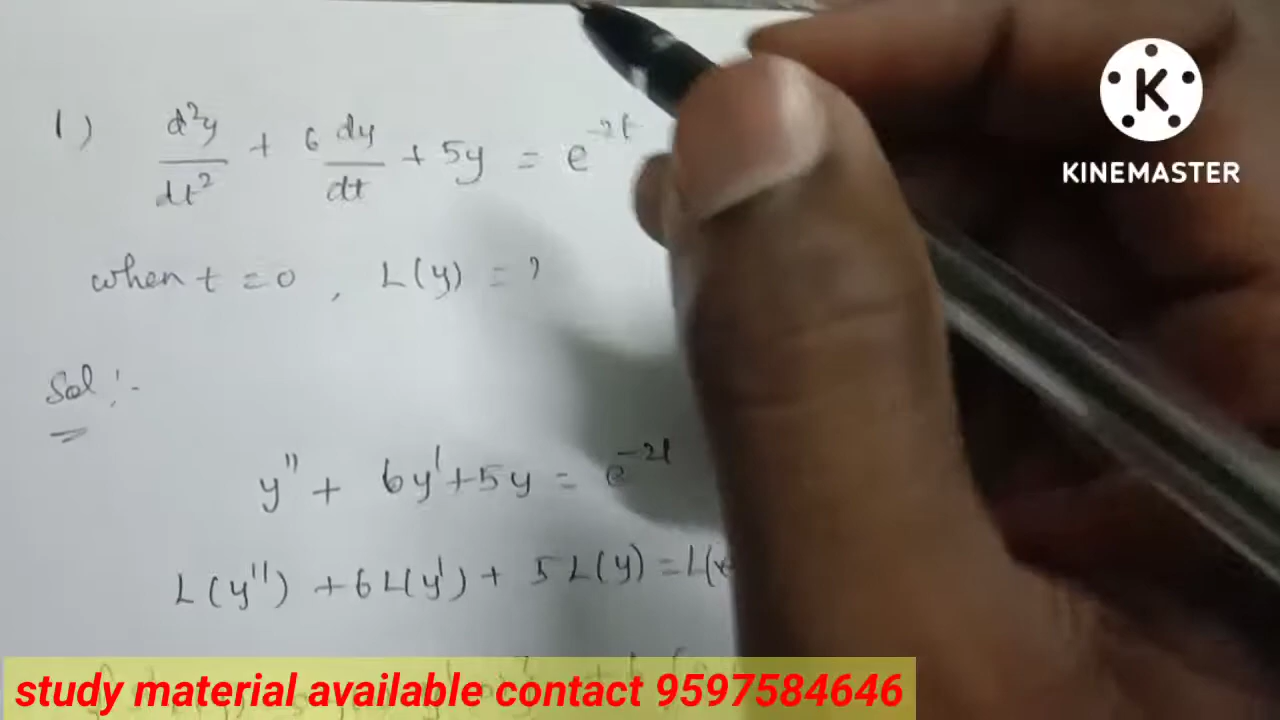 1) d²y/dt² + 6 dy/dt + 5y = e^-2t
KINEMASTER
when t = 0 , L(y) = ?
Sol :-
y'' + 6y' + 5y = e^-2t
L(y'') + 6L(y') + 5L(y) = L(
study material available contact 9597584646